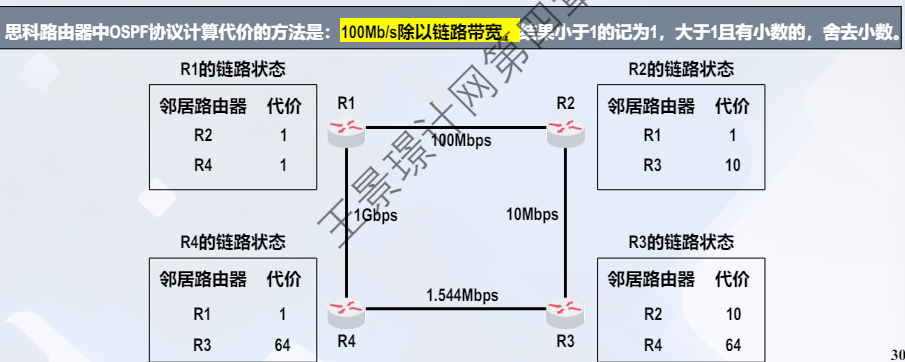 思科路由器中OSPF协议计算代价的方法是：100Mb/s除以链路带宽，结果小于1的记为1，大于1且有小数的，舍去小数。
R1的链路状态
邻居路由器 代价
R2 1
R4 1
R1
R2
R2的链路状态
邻居路由器 代价
R1 1
R3 10
100Mbps
1Gbps
10Mbps
1.544Mbps
R4的链路状态
邻居路由器 代价
R1 1
R3 64
R4
R3
R3的链路状态
邻居路由器 代价
R2 10
R4 64
王景璟计网第四章
30